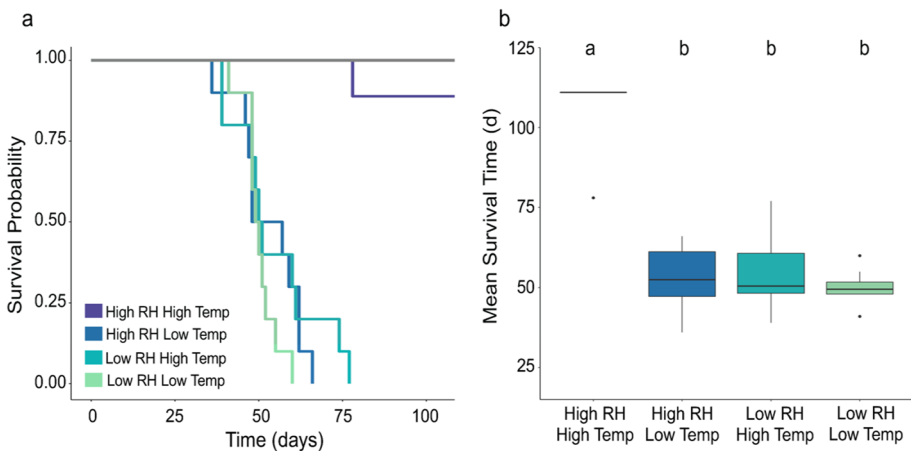 a
1.00
0.75
0.50
0.25
0.00
Survival Probability
High RH High Temp
High RH Low Temp
Low RH High Temp
Low RH Low Temp
0 25 50 75 100
Time (days)
b
125
100
75
50
25
Mean Survival Time (d)
a b b b
High RH High Temp
High RH Low Temp
Low RH High Temp
Low RH Low Temp